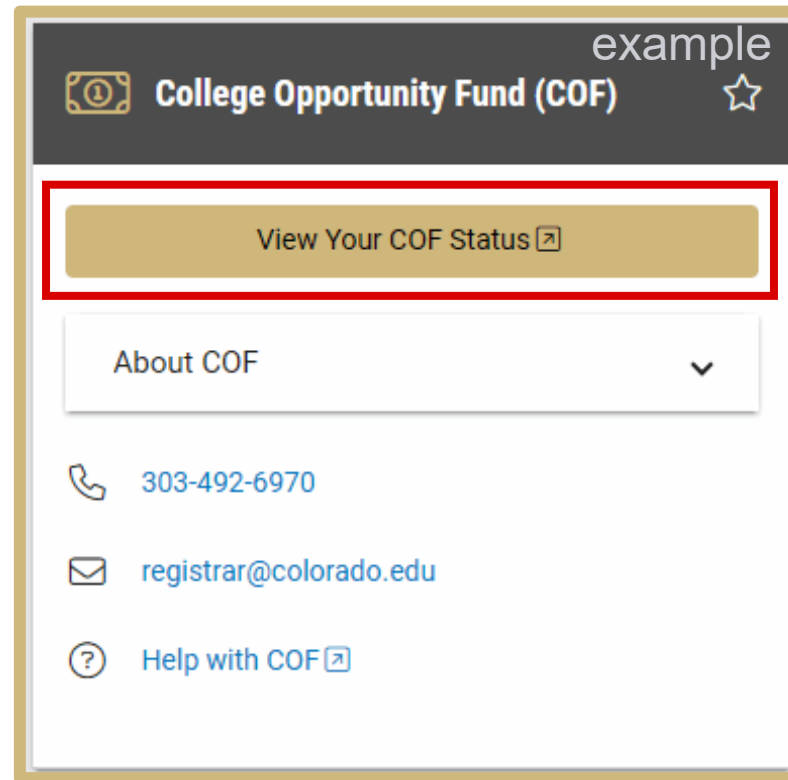 example
College Opportunity Fund (COF)
View Your COF Status
About COF
303-492-6970
registrar@colorado.edu
Help with COF